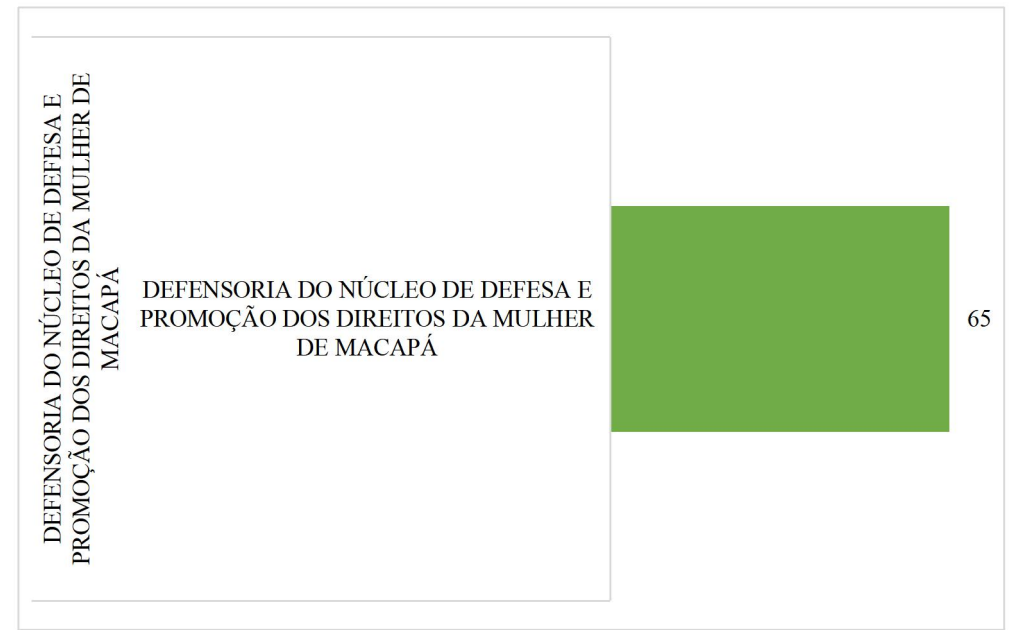 DEFENSORIA DO NÚCLEO DE DEFESA E
PROMOÇÃO DOS DIREITOS DA MULHER DE
MACAPÁ
DEFENSORIA DO NÚCLEO DE DEFESA E
PROMOÇÃO DOS DIREITOS DA MULHER
DE MACAPÁ
65